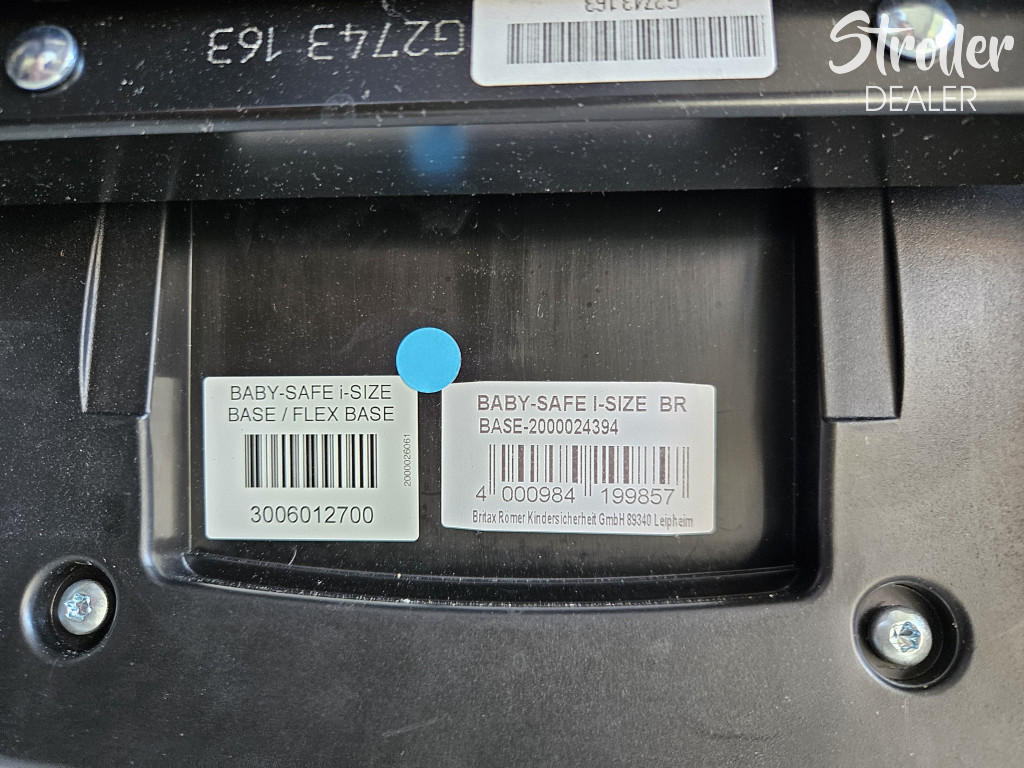 G2743 163
G2743 163
Stroller
DEALER
BABY-SAFE i-SIZE
BASE / FLEX BASE
2000026061
3006012700
BABY-SAFE I-SIZE BR
BASE-2000024394
4 000984 199857
Britax Römer Kindersicherheit GmbH 89340 Leipheim